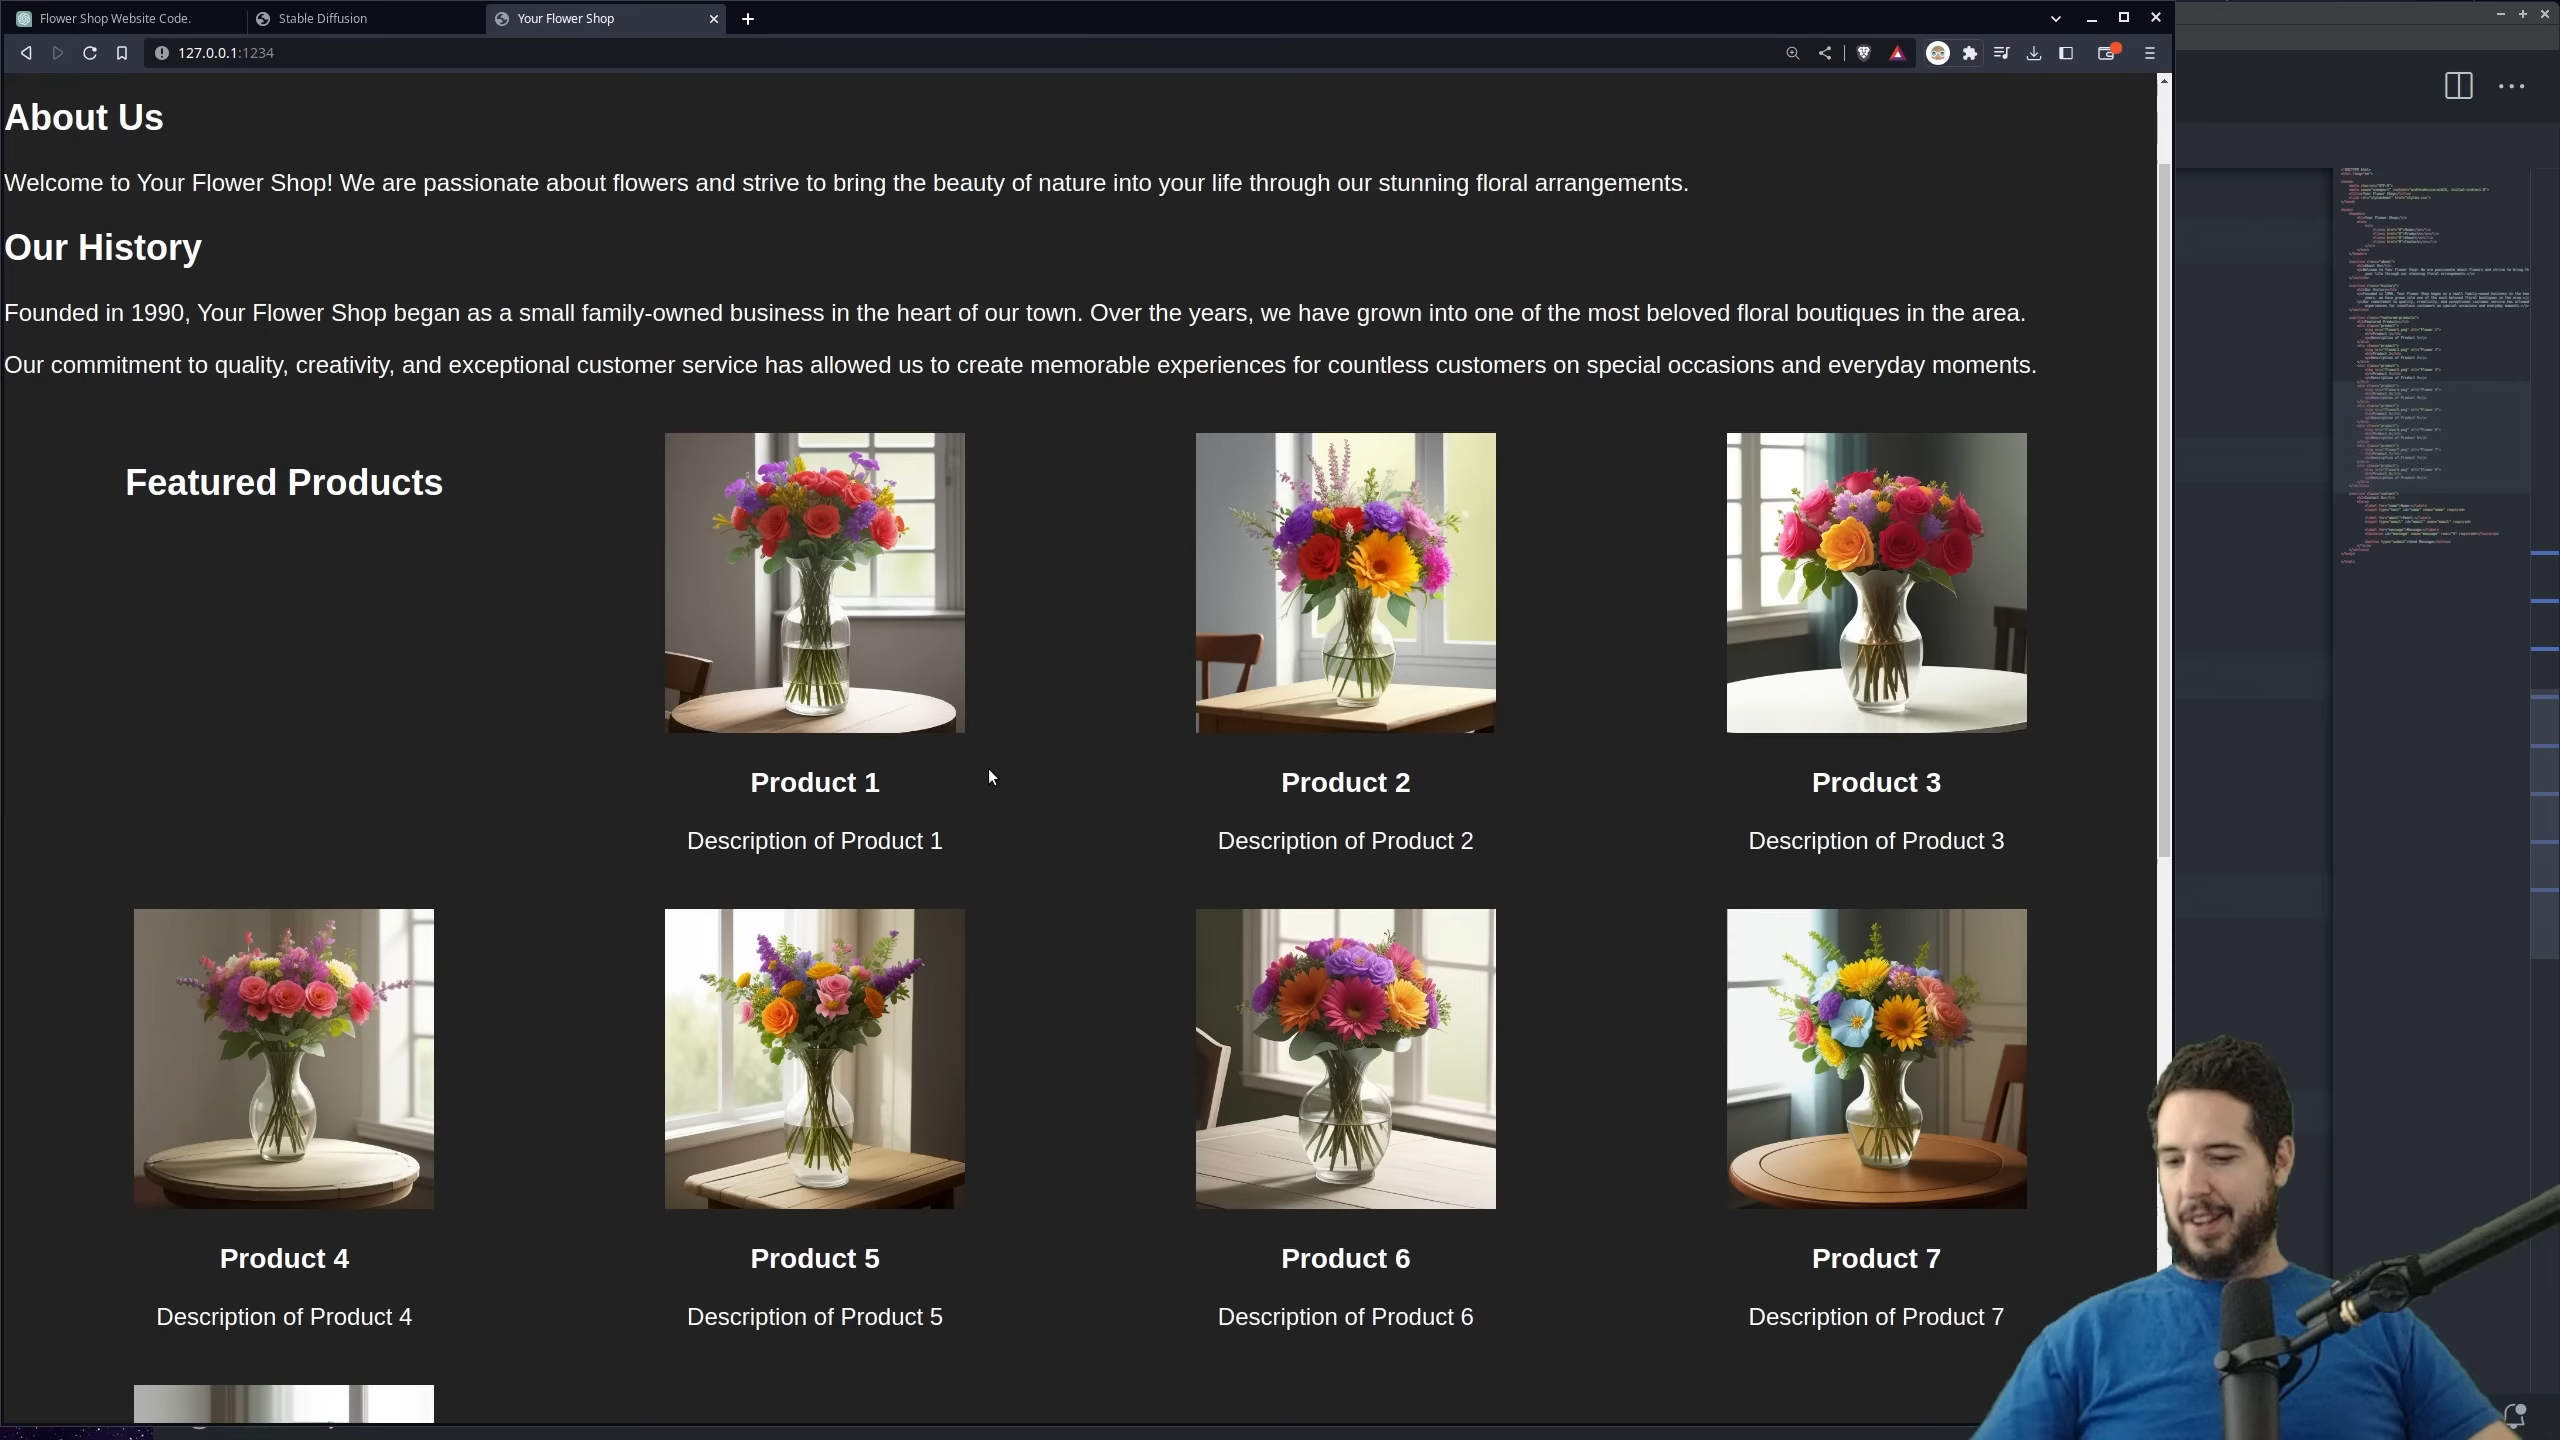 Flower Shop Website Code.
Stable Diffusion
Your Flower Shop
127.0.0.1:1234
About Us
Welcome to Your Flower Shop! We are passionate about flowers and strive to bring the beauty of nature into your life through our stunning floral arrangements.
Our History
Founded in 1990, Your Flower Shop began as a small family-owned business in the heart of our town. Over the years, we have grown into one of the most beloved floral boutiques in the area.
Our commitment to quality, creativity, and exceptional customer service has allowed us to create memorable experiences for countless customers on special occasions and everyday moments.
Featured Products
Product 1
Description of Product 1
Product 2
Description of Product 2
Product 3
Description of Product 3
Product 4
Description of Product 4
Product 5
Description of Product 5
Product 6
Description of Product 6
Product 7
Description of Product 7